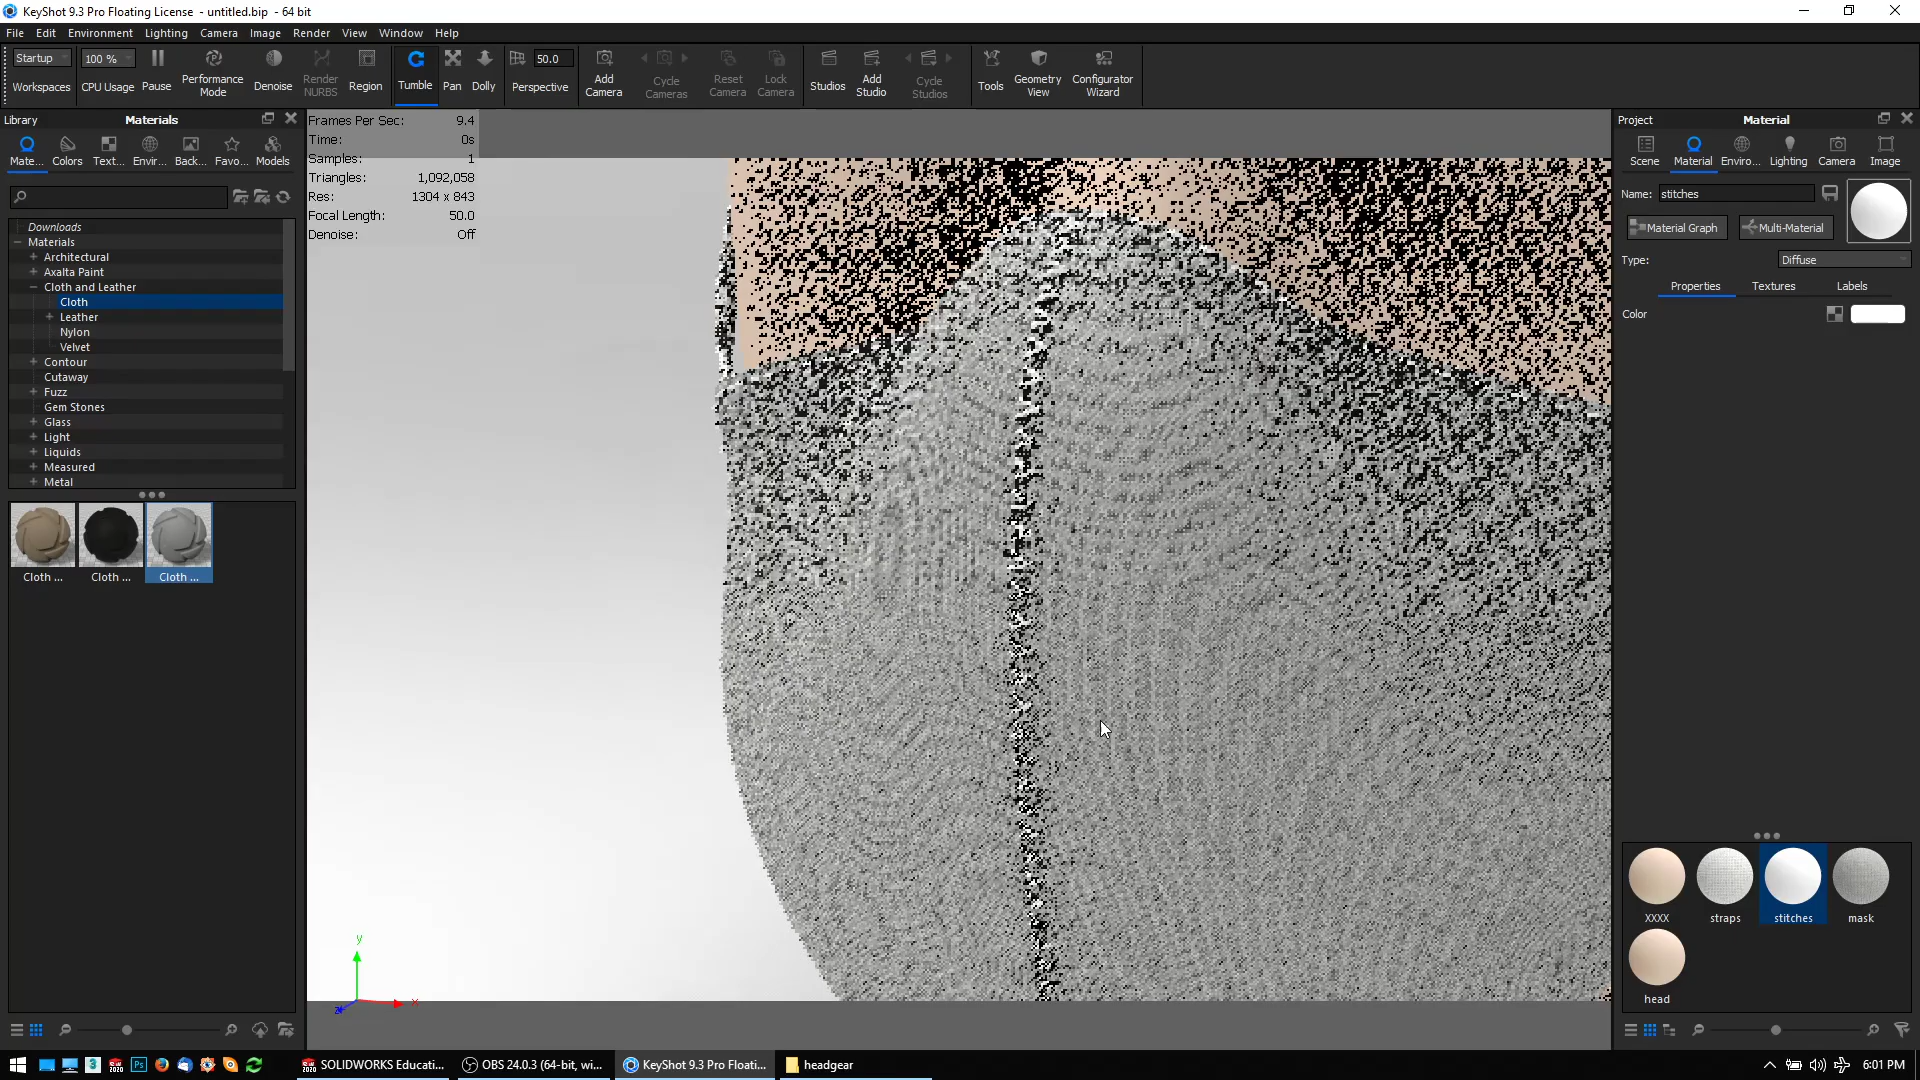 KeyShot 9.3 Pro Floating License - untitled.bip - 64 bit
File Edit Environment Lighting Camera Image Render View Window Help
Startup
Workspaces
100 %
CPU Usage
Pause
Performance
Mode
Denoise
Render
NURBS
Region
Tumble
Pan
Dolly
50.0
Perspective
Add
Camera
Cycle
Cameras
Reset
Camera
Lock
Camera
Studios
Add
Studio
Cycle
Studios
Tools
Geometry
View
Configurator
Wizard
Library
Materials
Mate... Colors Text... Envir... Back... Favo... Models
Downloads
Materials
Architectural
Axalta Paint
Cloth and Leather
Cloth
Leather
Nylon
Velvet
Contour
Cutaway
Fuzz
Gem Stones
Glass
Light
Liquids
Measured
Metal
Cloth ... Cloth ... Cloth ...
Frames Per Sec: 9.4
Time: 0s
Samples: 1
Triangles: 1,092,058
Res: 1304 x 843
Focal Length: 50.0
Denoise: Off
y
x
z
Project
Material
Scene Material Enviro... Lighting Camera Image
Name: stitches
Material Graph
Multi-Material
Type: Diffuse
Properties Textures Labels
Color
XXXX straps stitches mask
head
SOLIDWORKS Educati...
OBS 24.0.3 (64-bit, wi...
KeyShot 9.3 Pro Floati...
headgear
6:01 PM